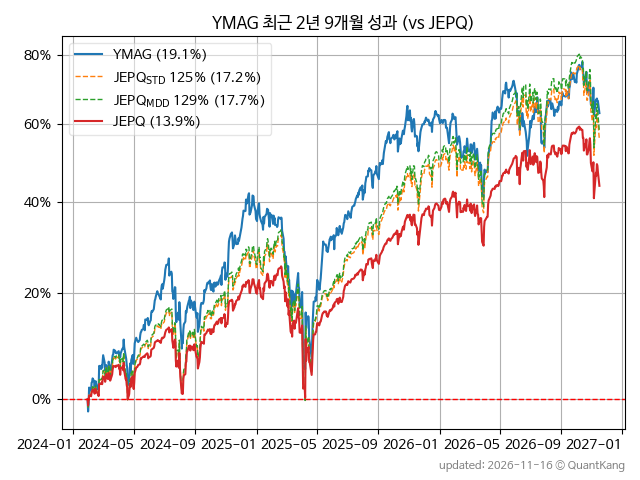 YMAG 최근 2년 9개월 성과 (vs JEPQ)
YMAG (19.1%)
JEPQSTD 125% (17.2%)
JEPQMDD 129% (17.7%)
JEPQ (13.9%)
80%
60%
40%
20%
0%
2024-01 2024-05 2024-09 2025-01 2025-05 2025-09 2026-01 2026-05 2026-09 2027-01
updated: 2026-11-16 © QuantKang